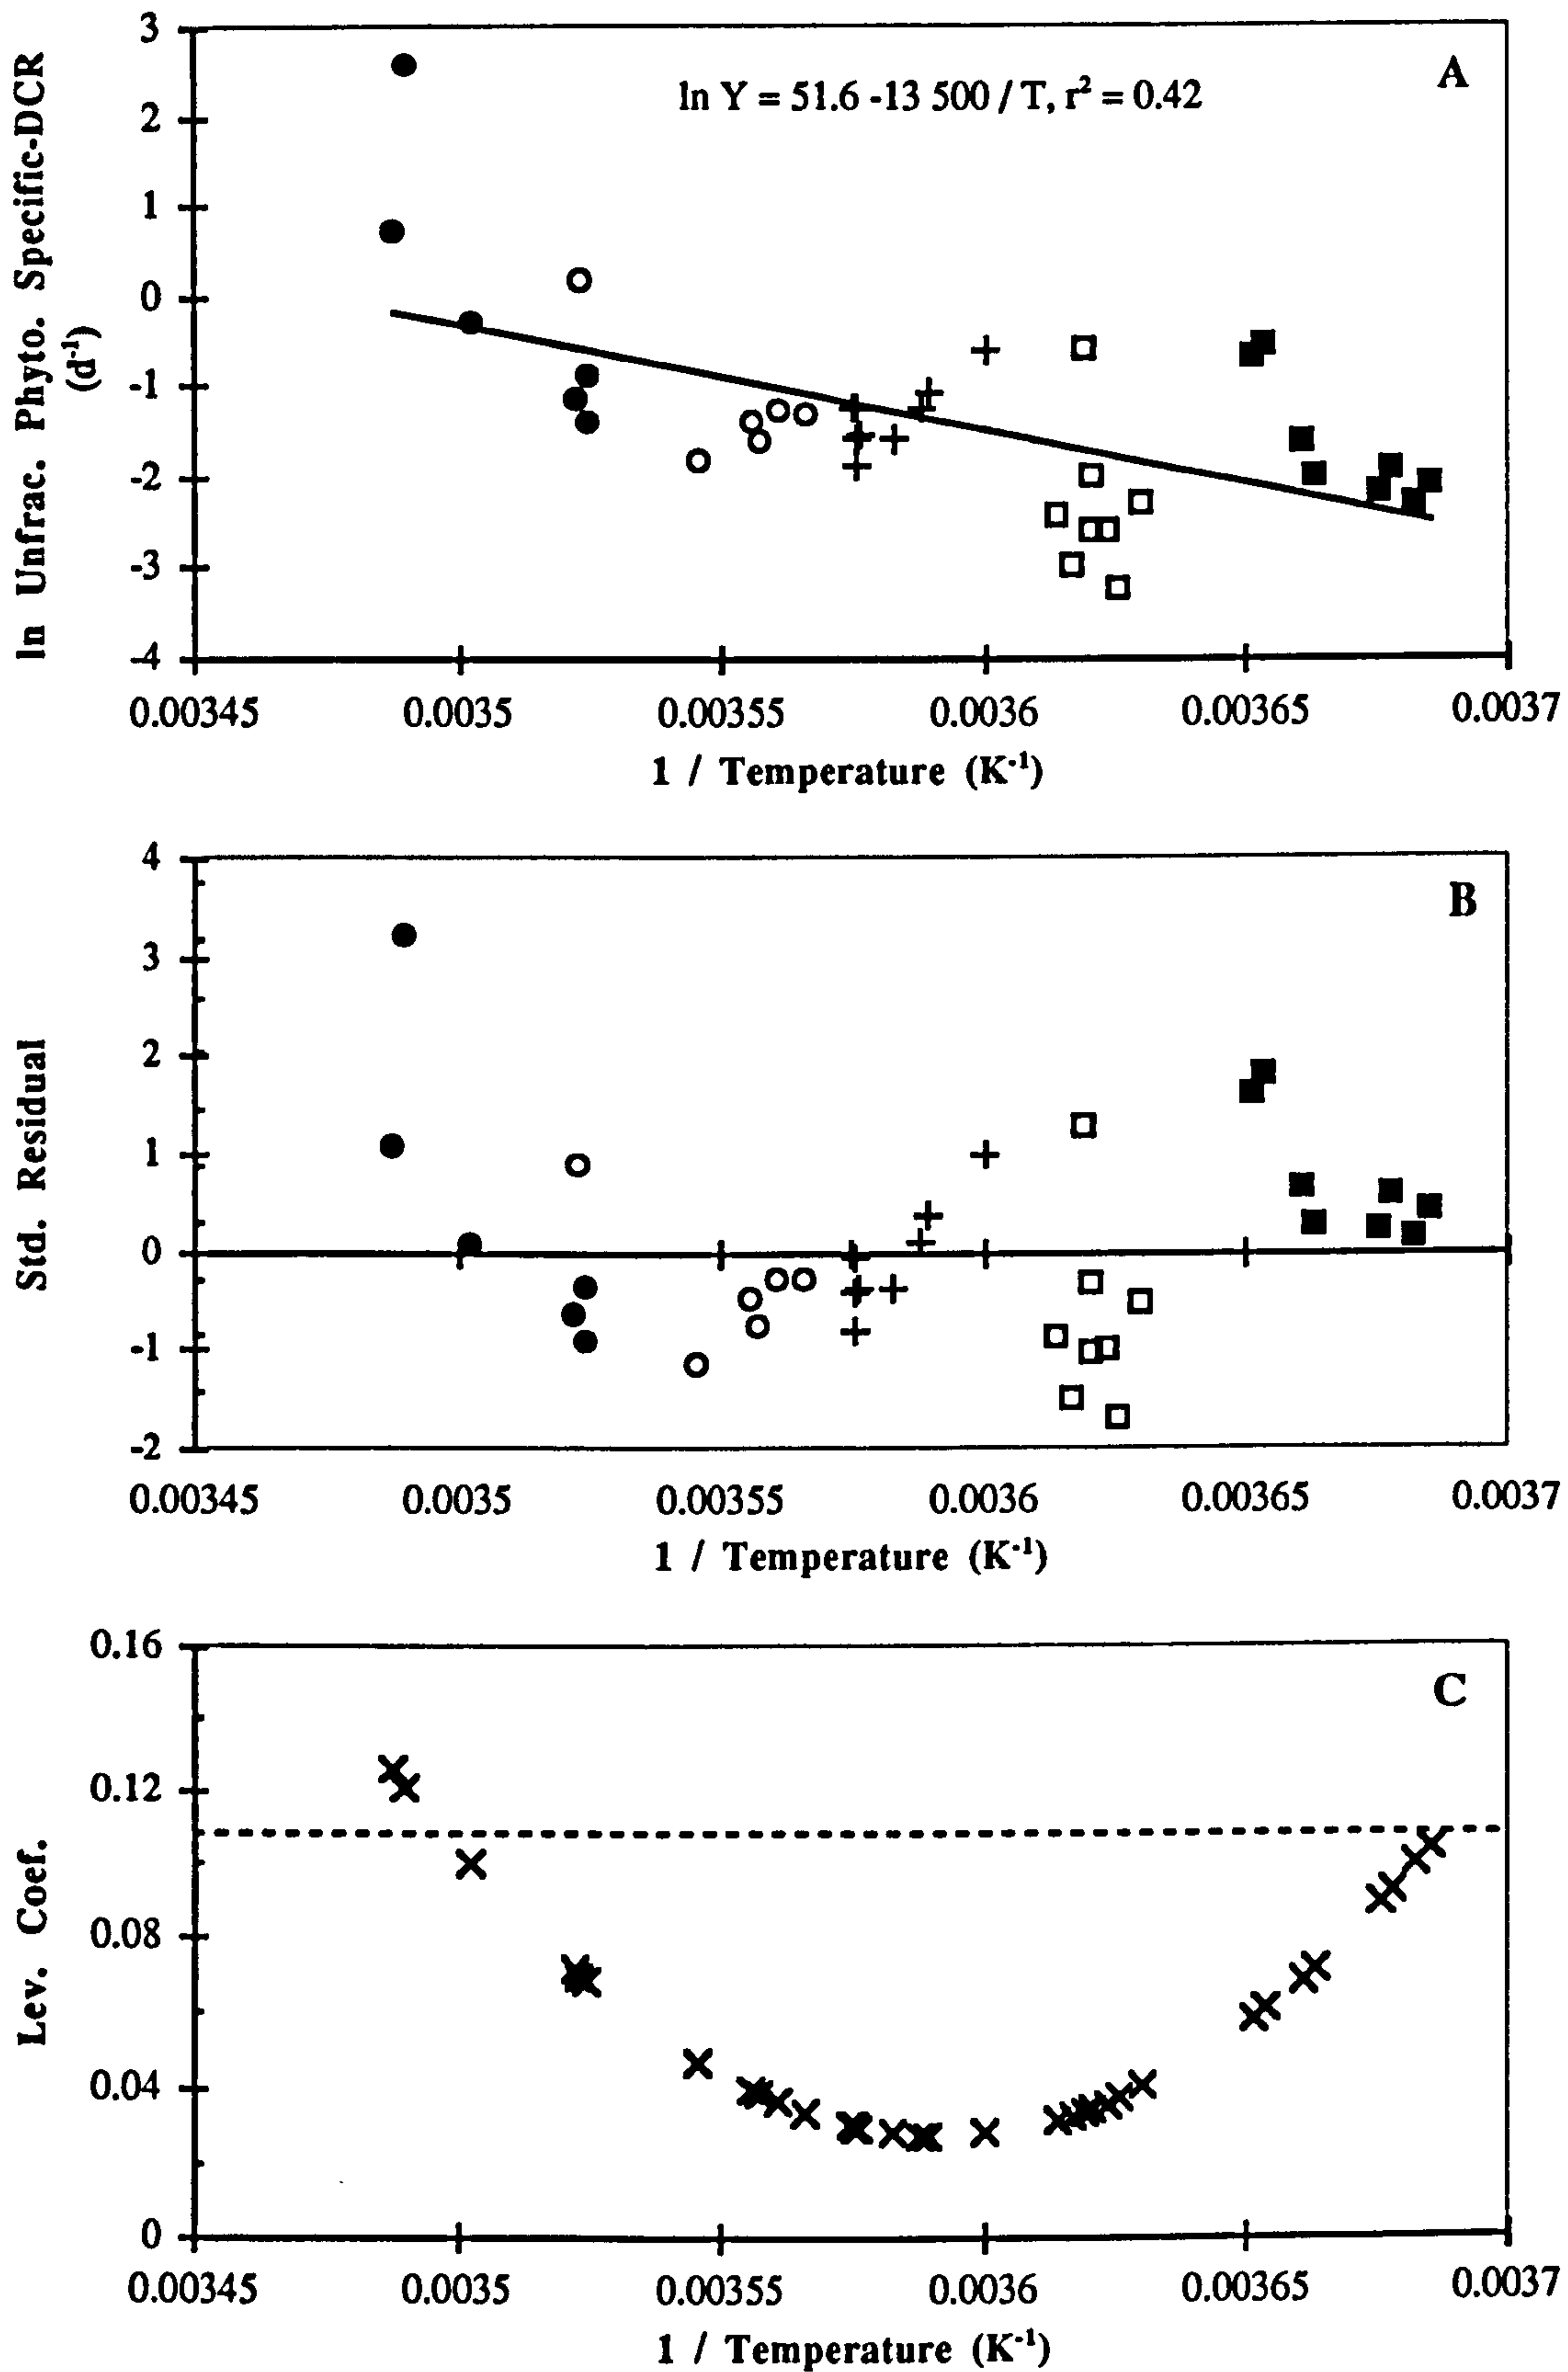 A
ln Y = 51.6 -13 500 / T, r² = 0.42
ln Unfrac. Phyto. Specific-DCR
(d⁻¹)
3
2
1
0
-1
-2
-3
-4
0.00345 0.0035 0.00355 0.0036 0.00365 0.0037
1 / Temperature (K⁻¹)
B
Std. Residual
4
3
2
1
0
-1
-2
0.00345 0.0035 0.00355 0.0036 0.00365 0.0037
1 / Temperature (K⁻¹)
C
Lev. Coef.
0.16
0.12
0.08
0.04
0
0.00345 0.0035 0.00355 0.0036 0.00365 0.0037
1 / Temperature (K⁻¹)